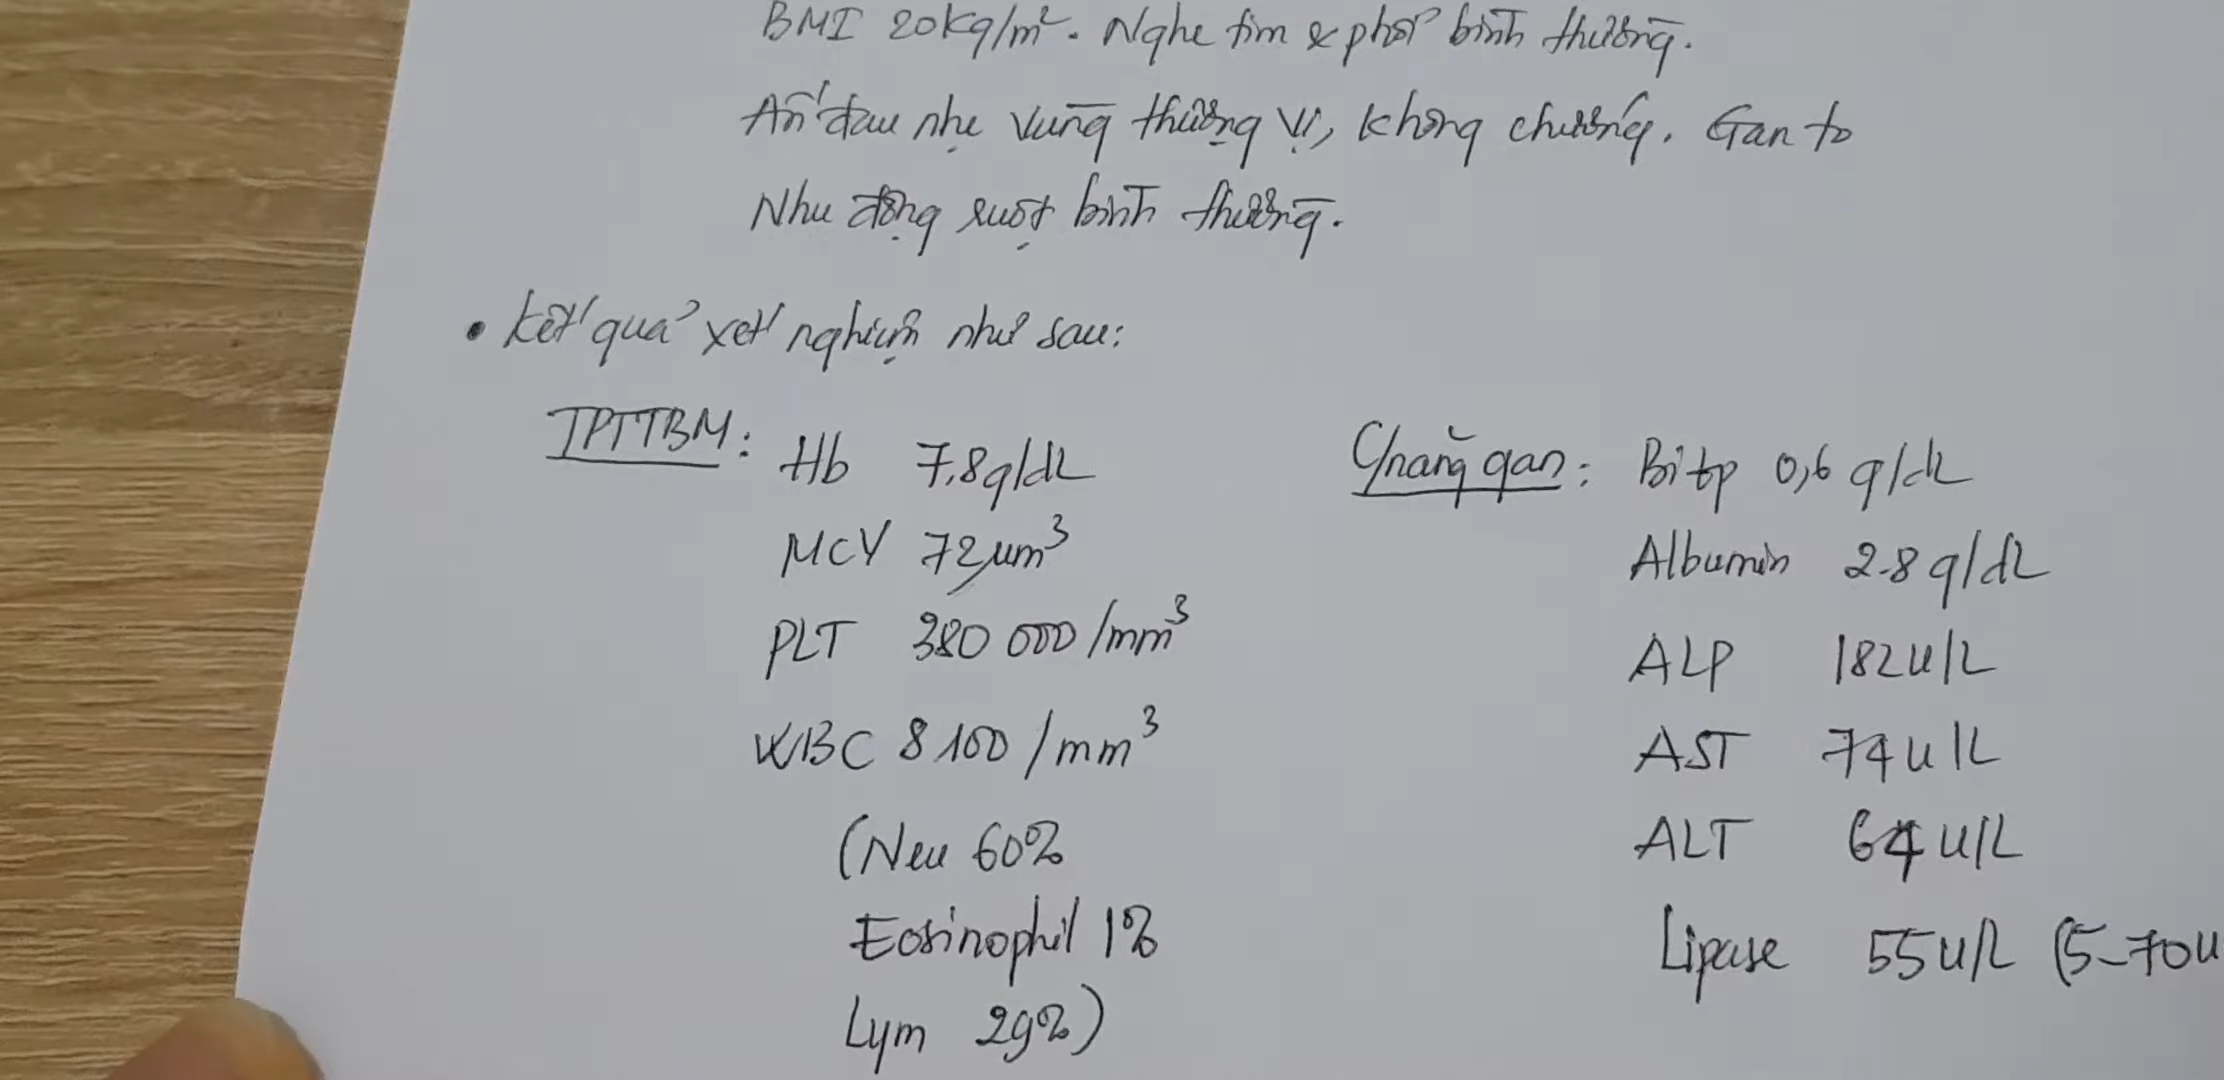 BMI 20kg/m². Nghe tim & phổi bình thường.
Ấn đau nhẹ vùng thượng vị, không chướng. Gan to
Nhu động ruột bình thường.
• Kết quả xét nghiệm như sau:
TPTTBM: Hb 7,8g/dL
MCV 72µm³
PLT 380 000/mm³
WBC 8100/mm³
(Neu 60%
Eosinophil 1%
Lym 29%)
C/năng gan: Bi tp 0,6 g/dL
Albumin 2.8 g/dL
ALP 182U/L
AST 74U/L
ALT 64U/L
Lipase 55U/L (5-70U